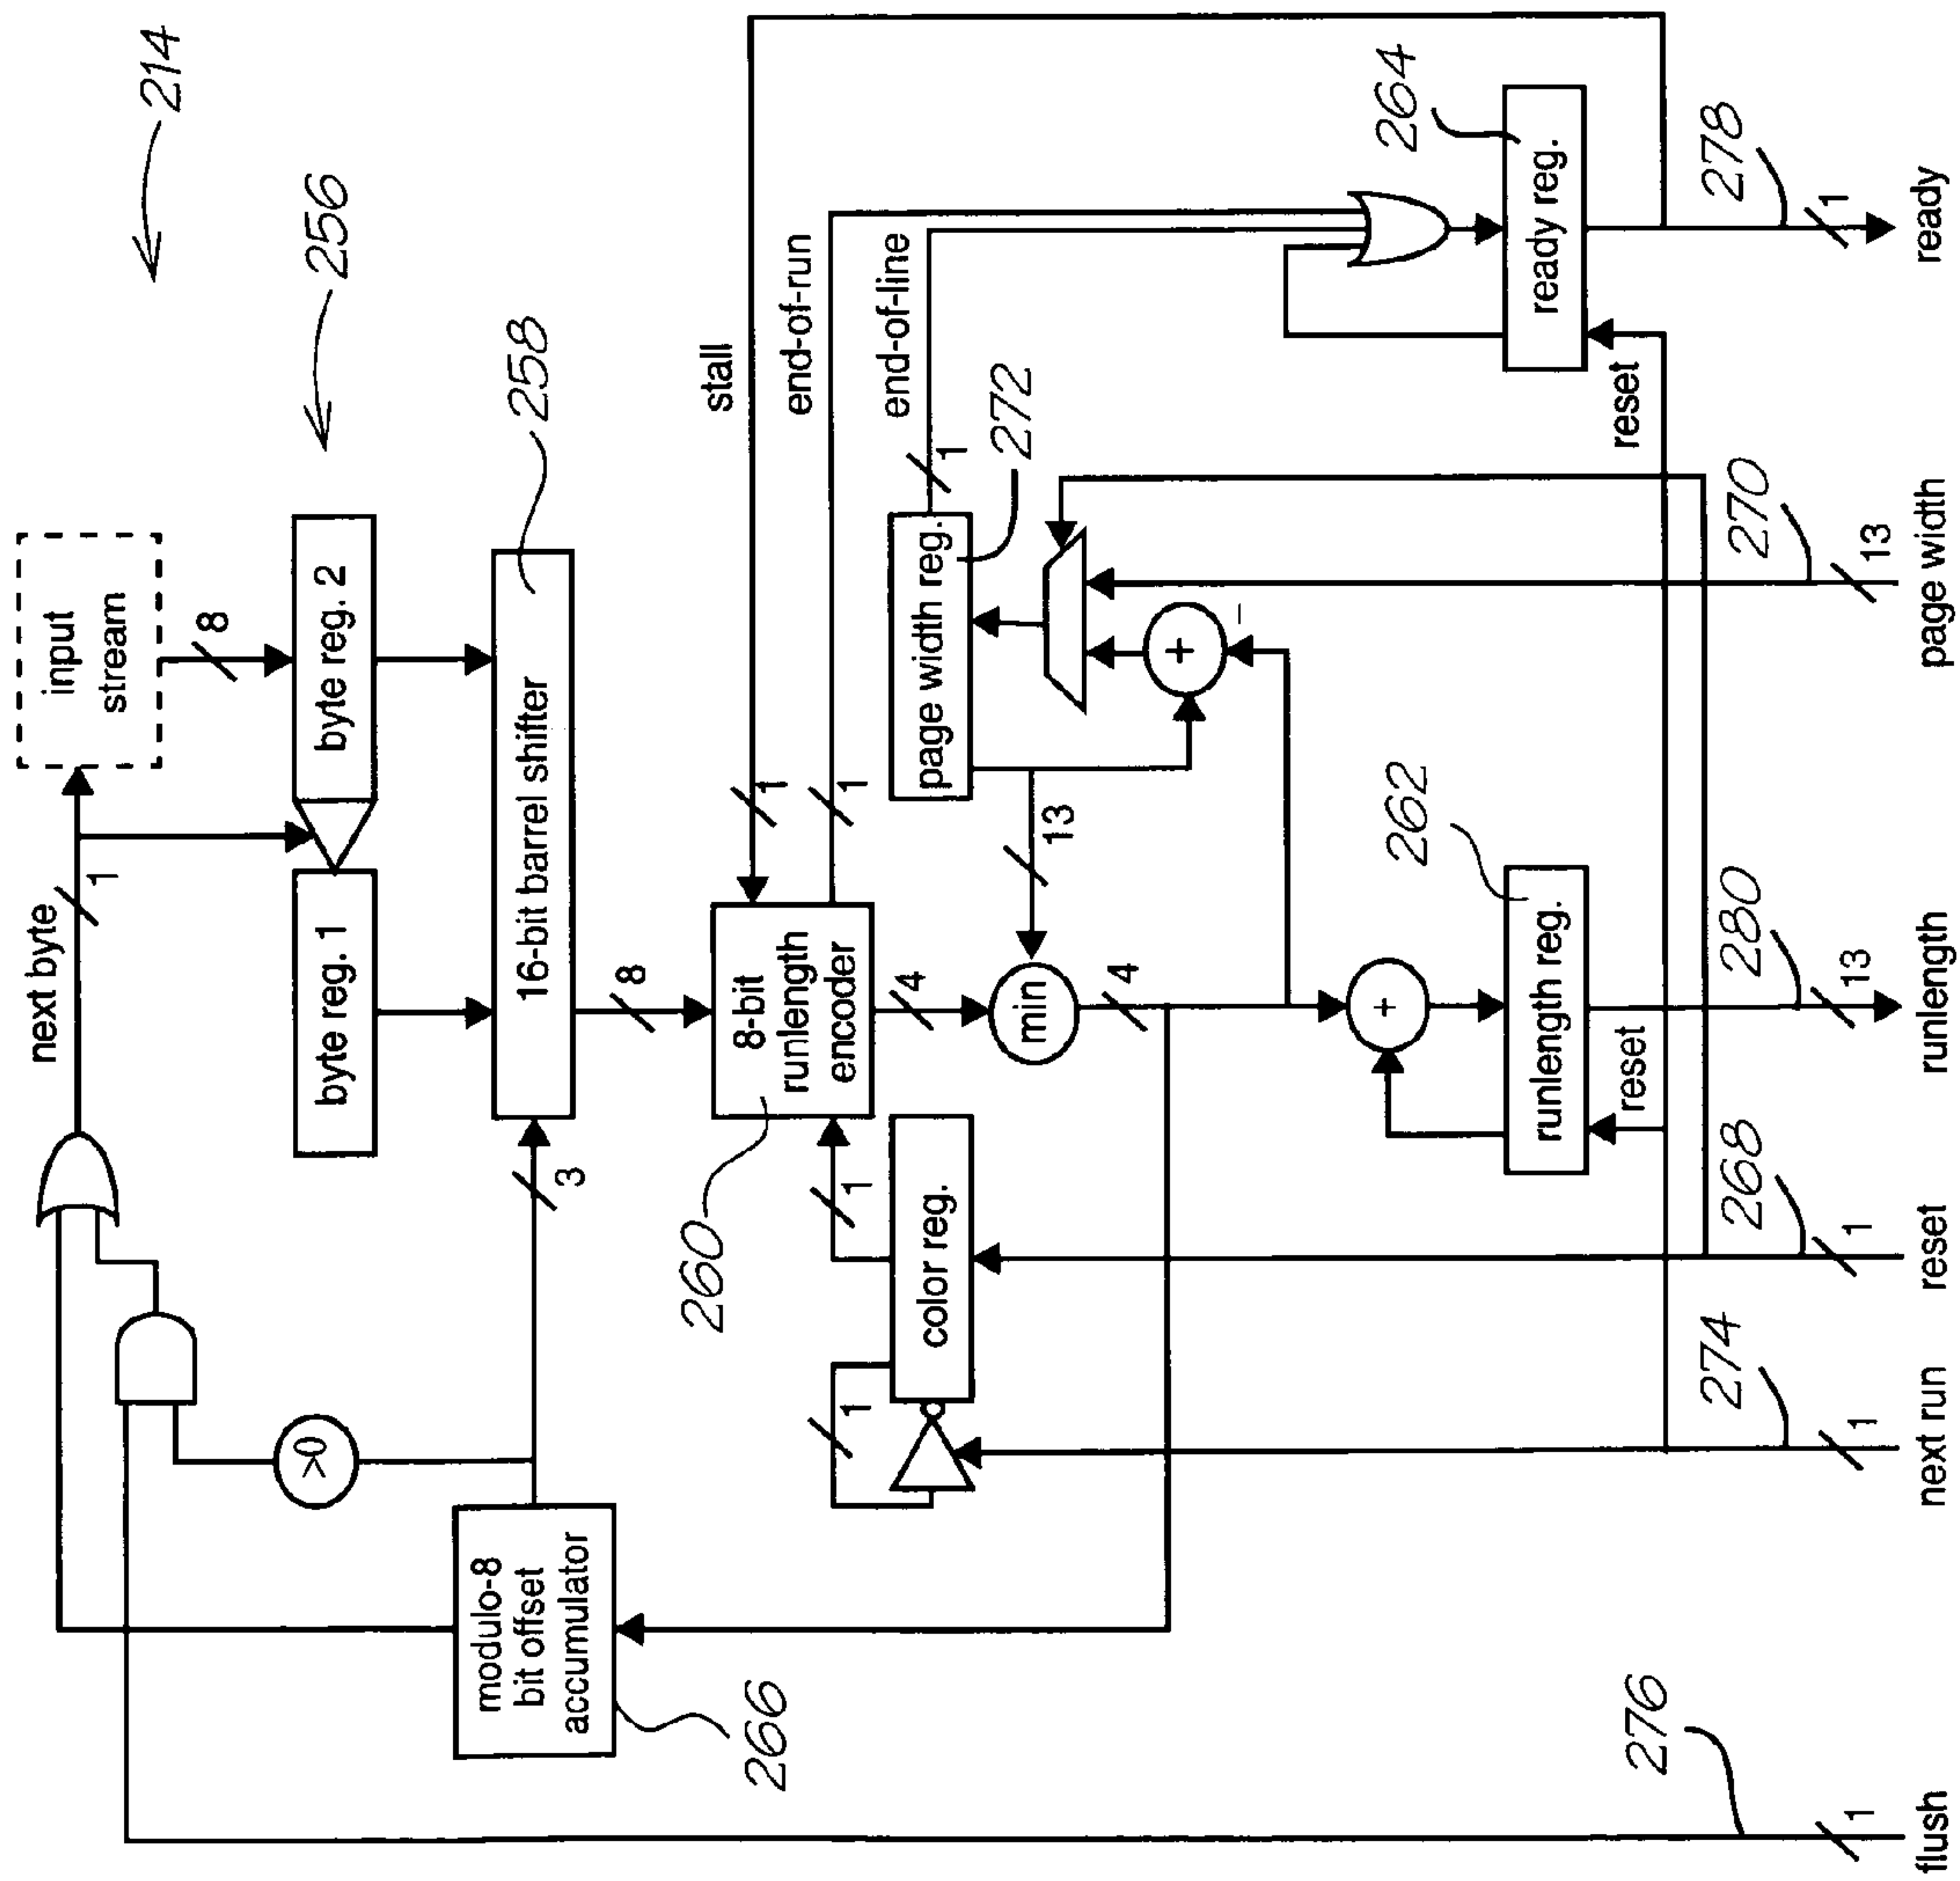 214
256
input
stream
8
next byte
1
byte reg. 1
byte reg. 2
258
16-bit barrel shifter
3
8
>0
modulo-8
bit offset
accumulator
266
260
8-bit
runlength
encoder
stall
1
end-of-run
1
end-of-line
1
color reg.
1
1
4
min
4
13
page width reg.
272
+
−
+
262
runlength reg.
reset
264
ready reg.
reset
276
1
flush
274
1
next run
268
1
reset
280
13
runlength
270
13
page width
278
1
ready